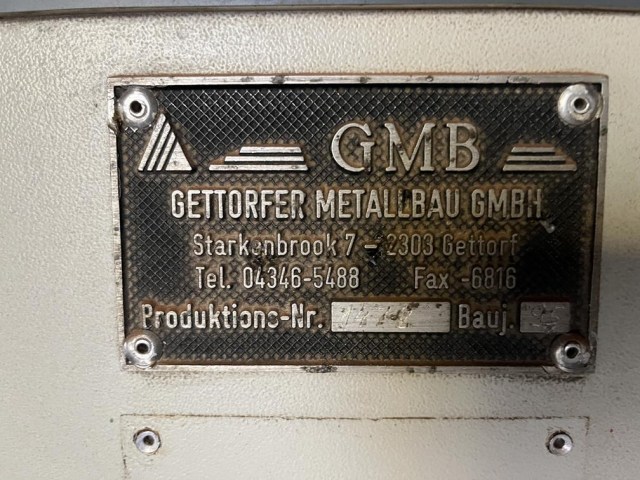 GMB
GETTORFER METALLBAU GMBH
Starkenbrook 7 - 2303 Gettorf
Tel. 04346-5488 Fax -6816
Produktions-Nr. Bauj.